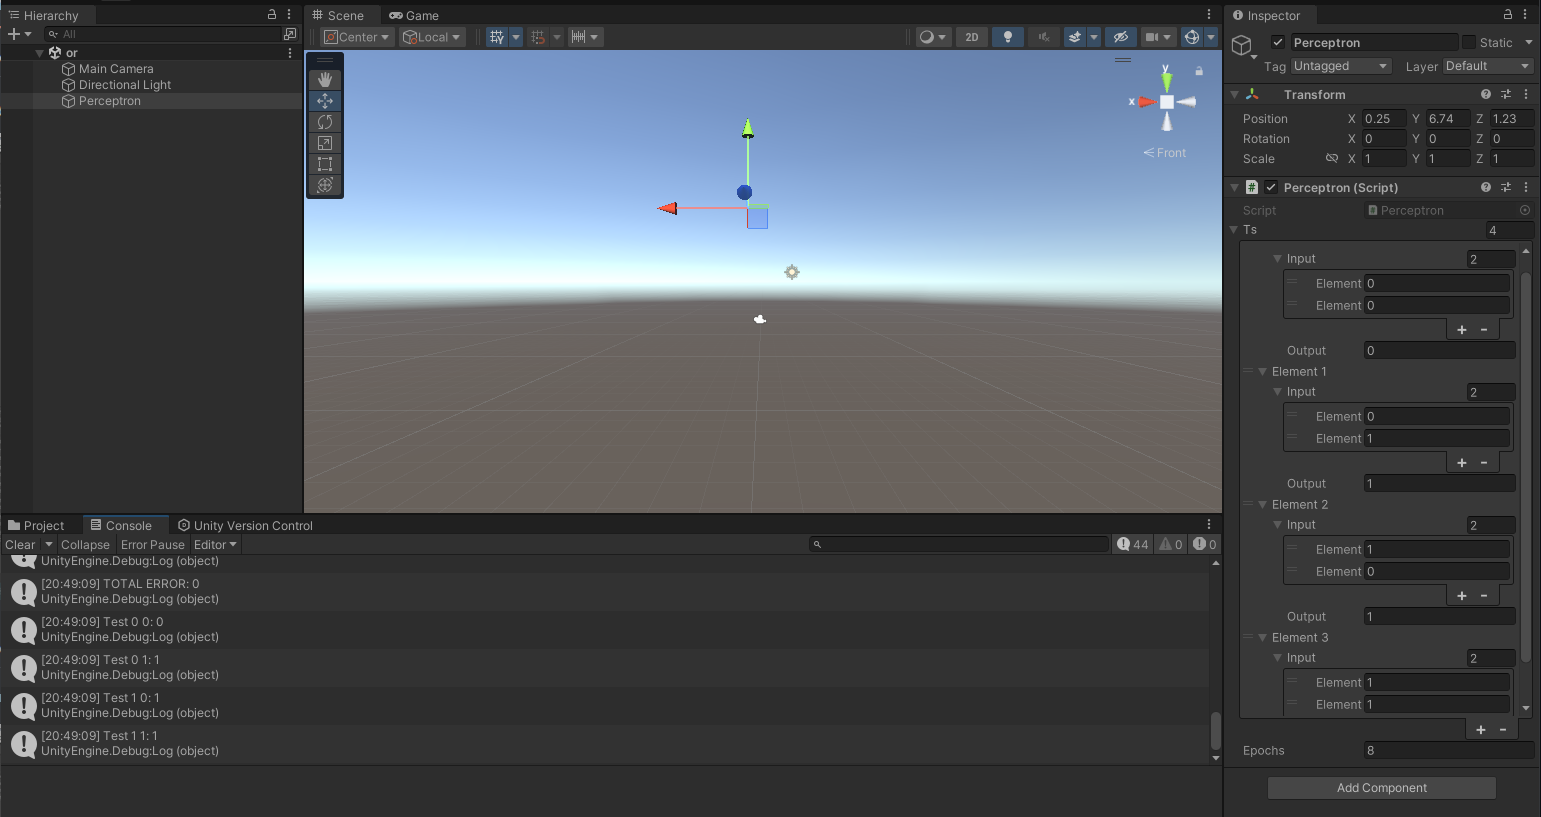 Hierarchy
All
or
Main Camera
Directional Light
Perceptron
Scene
Game
Center
Local
2D
y
x
Front
Project
Console
Unity Version Control
Clear
Collapse
Error Pause
Editor
44
0
0
UnityEngine.Debug:Log (object)
[20:49:09] TOTAL ERROR: 0
UnityEngine.Debug:Log (object)
[20:49:09] Test 0 0: 0
UnityEngine.Debug:Log (object)
[20:49:09] Test 0 1: 1
UnityEngine.Debug:Log (object)
[20:49:09] Test 1 0: 1
UnityEngine.Debug:Log (object)
[20:49:09] Test 1 1: 1
UnityEngine.Debug:Log (object)
Inspector
Perceptron
Static
Tag Untagged Layer Default
Transform
Position X 0.25 Y 6.74 Z 1.23
Rotation X 0 Y 0 Z 0
Scale X 1 Y 1 Z 1
# Perceptron (Script)
Script Perceptron
Ts 4
Input 2
Element 0
Element 0
+ -
Output 0
Element 1
Input 2
Element 0
Element 1
+ -
Output 1
Element 2
Input 2
Element 1
Element 0
+ -
Output 1
Element 3
Input 2
Element 1
Element 1
+ -
Epochs 8
Add Component